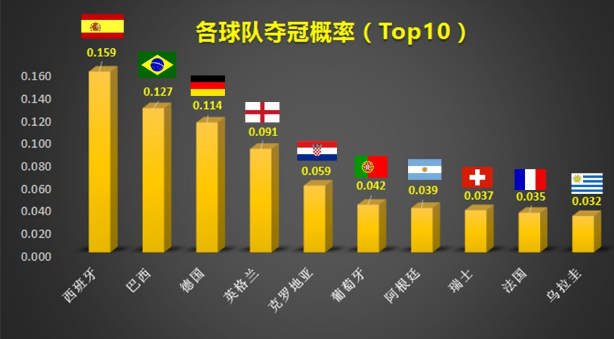 各球队夺冠概率（Top10）
0.159
0.127
0.114
0.091
0.059
0.042
0.039
0.037
0.035
0.032
0.160
0.140
0.120
0.100
0.080
0.060
0.040
0.020
0.000
西班牙
巴西
德国
英格兰
克罗地亚
葡萄牙
阿根廷
瑞士
法国
乌拉圭